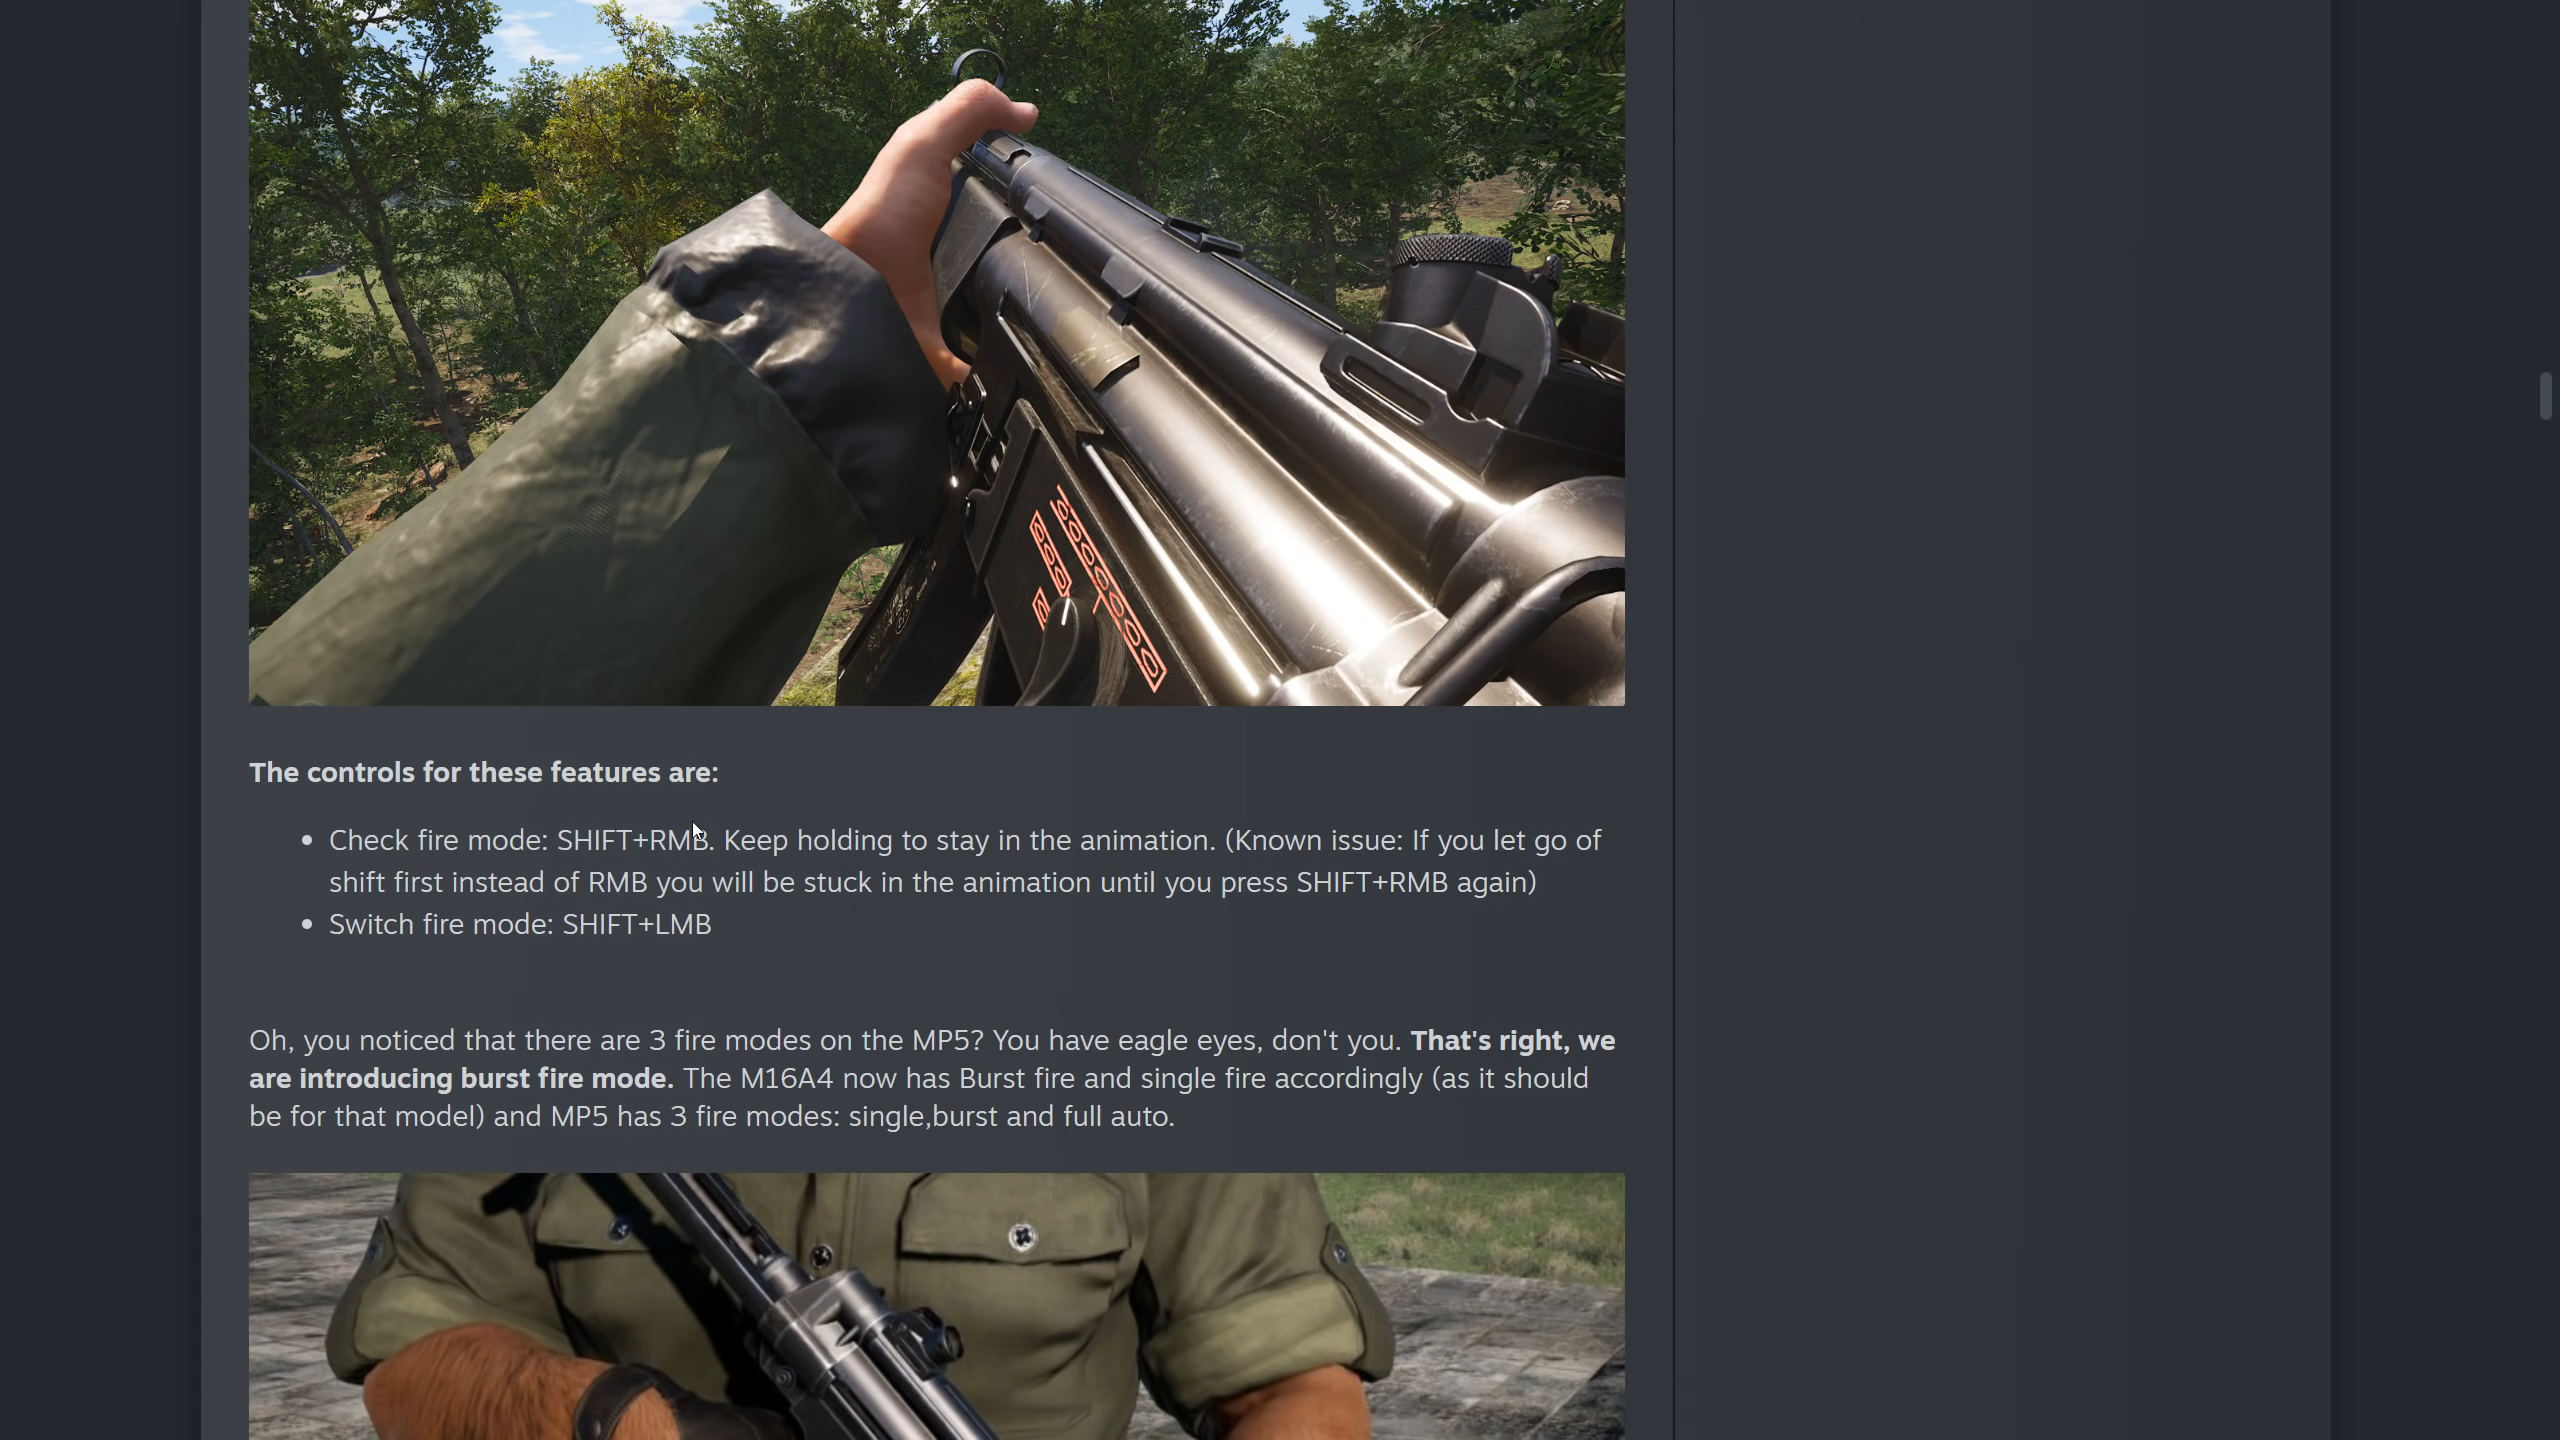 The controls for these features are:
Check fire mode: SHIFT+RMB. Keep holding to stay in the animation. (Known issue: If you let go of
shift first instead of RMB you will be stuck in the animation until you press SHIFT+RMB again)
Switch fire mode: SHIFT+LMB
Oh, you noticed that there are 3 fire modes on the MP5? You have eagle eyes, don't you. That's right, we
are introducing burst fire mode. The M16A4 now has Burst fire and single fire accordingly (as it should
be for that model) and MP5 has 3 fire modes: single,burst and full auto.